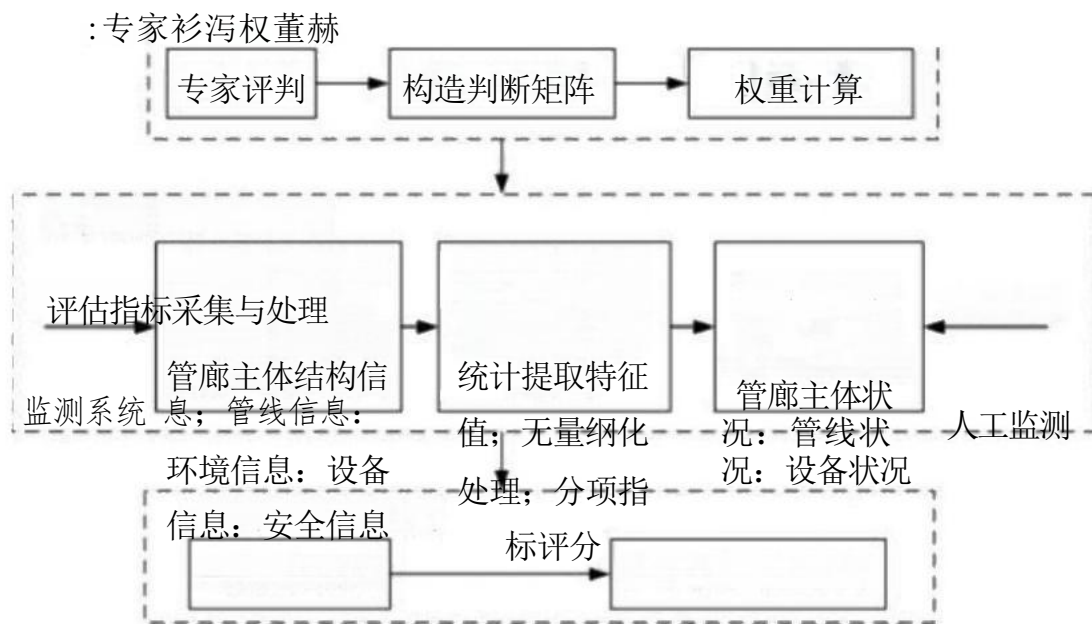 :专家衫泻权董赫
专家评判
构造判断矩阵
权重计算
评估指标采集与处理
监测系统
管廊主体结构信
息；管线信息：
环境信息：设备
信息：安全信息
统计提取特征
值；无量纲化
处理；分项指
标评分
管廊主体状
况：管线状
况：设备状况
人工监测